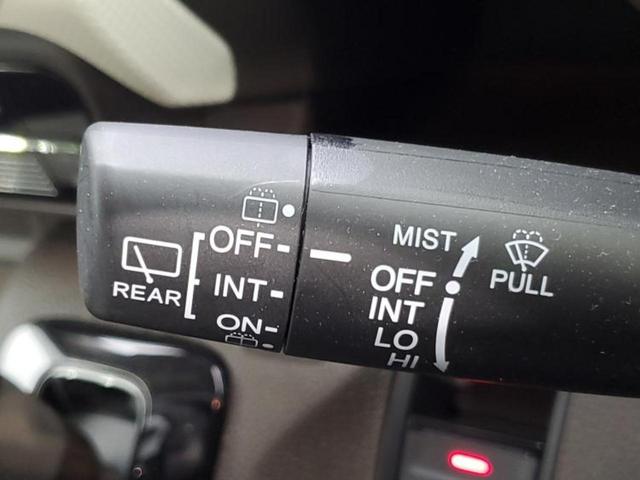 REAR
OFF
INT
ON
MIST
OFF
INT
LO
HI
PULL